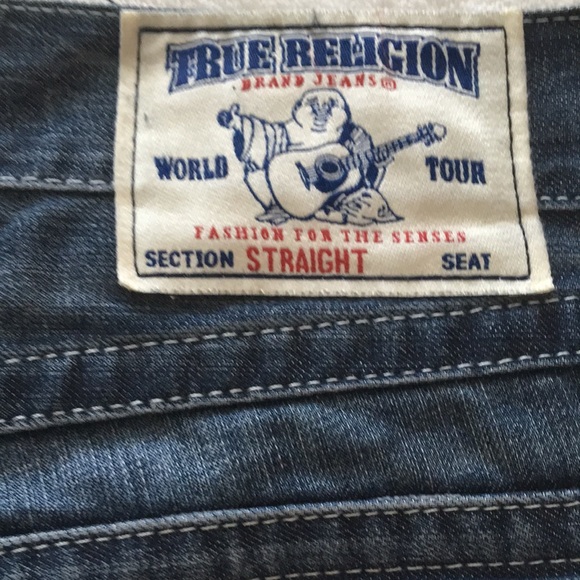 TRUE RELIGION
BRAND JEANS®
WORLD TOUR
FASHION FOR THE SENSES
SECTION STRAIGHT SEAT